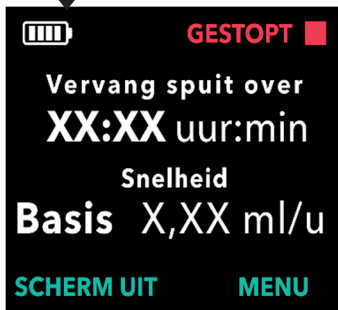 GESTOPT
Vervang spuit over
XX:XX uur:min
Snelheid
Basis X,XX ml/u
SCHERM UIT MENU